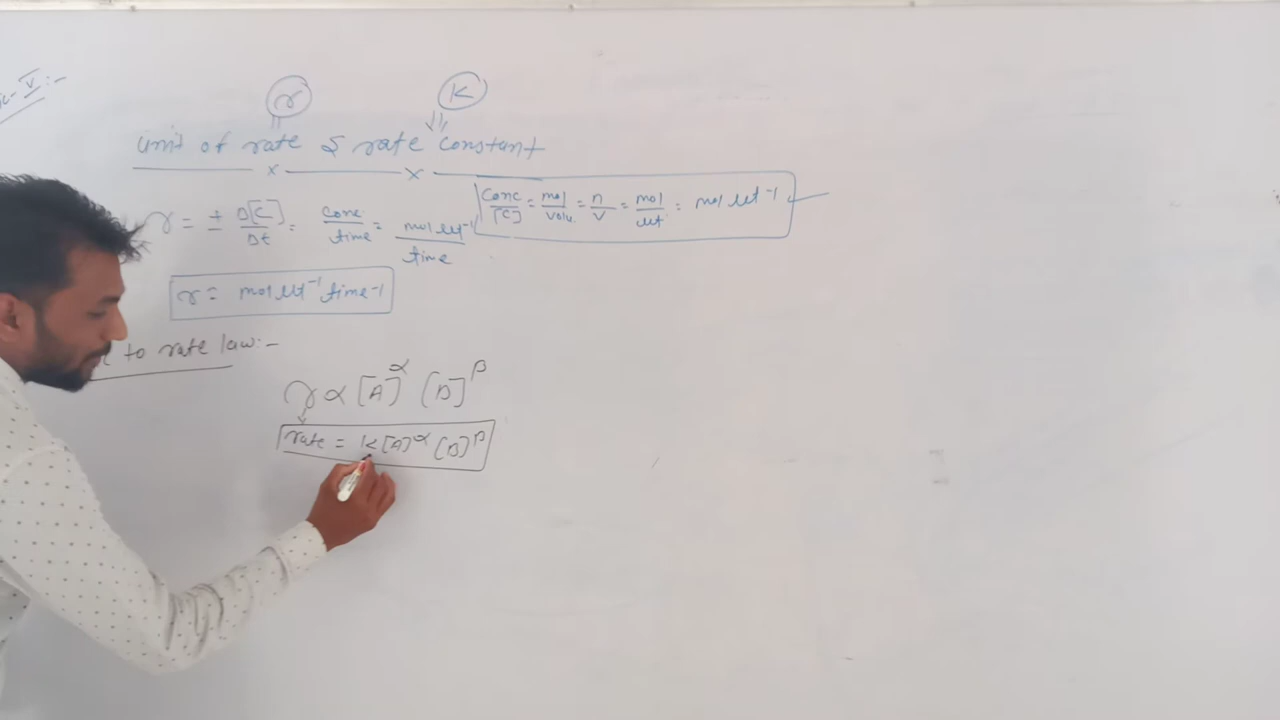 V :-
r K
unit of rate & rate constant
r = ± Δ[C]/Δt = conc/time = mol lit⁻¹/time
Conc/[C] = mol/volu. = n/V = mol/lit = mol lit⁻¹
r = mol lit⁻¹ time⁻¹
to rate law :-
r ∝ [A]^α [B]^β
rate = K[A]^α [B]^β